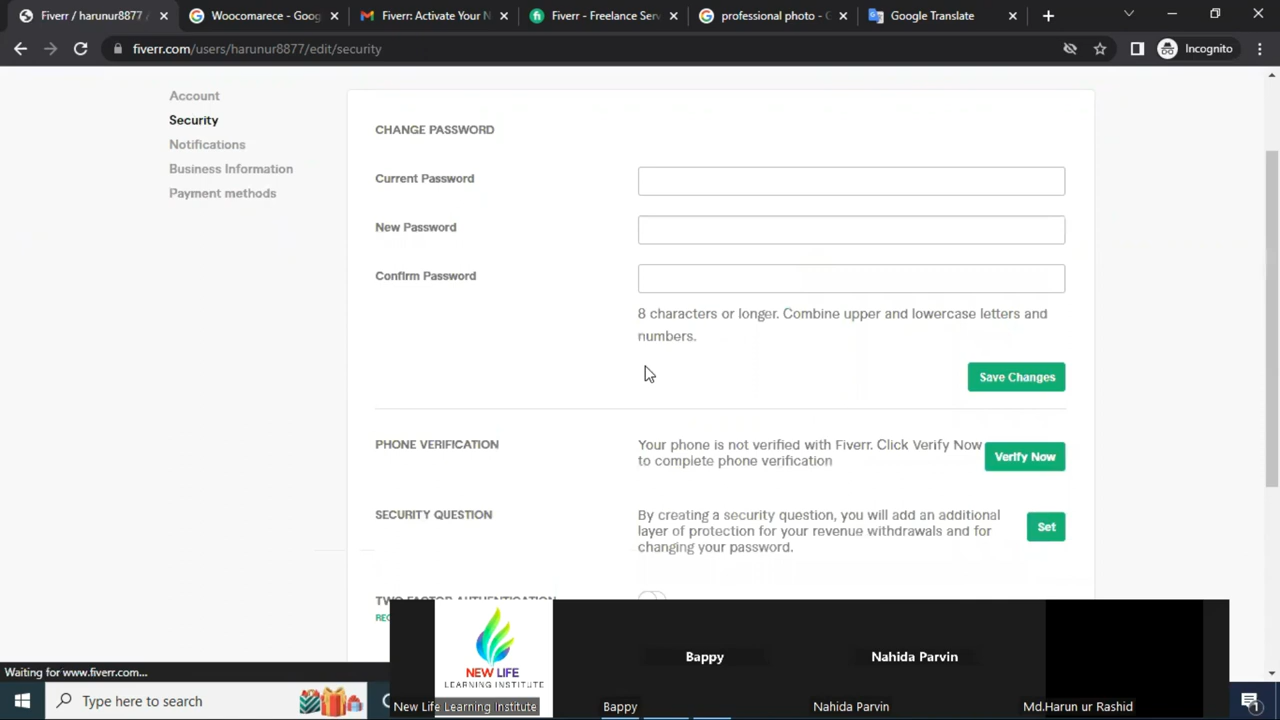 Fiverr / harunur8877 /
Woocomarece - Goog
Fiverr: Activate Your N
Fiverr - Freelance Serv
professional photo - G
Google Translate
fiverr.com/users/harunur8877/edit/security
Incognito
Account
Security
Notifications
Business Information
Payment methods
CHANGE PASSWORD
Current Password
New Password
Confirm Password
8 characters or longer. Combine upper and lowercase letters and
numbers.
Save Changes
PHONE VERIFICATION
Your phone is not verified with Fiverr. Click Verify Now
to complete phone verification
Verify Now
SECURITY QUESTION
By creating a security question, you will add an additional
layer of protection for your revenue withdrawals and for
changing your password.
Set
TWO FACTOR AUTHENTICATION
NEW LIFE
LEARNING INSTITUTE
Bappy
Nahida Parvin
Waiting for www.fiverr.com...
Type here to search
New Life Learning Institute
Bappy
Nahida Parvin
Md.Harun ur Rashid
1